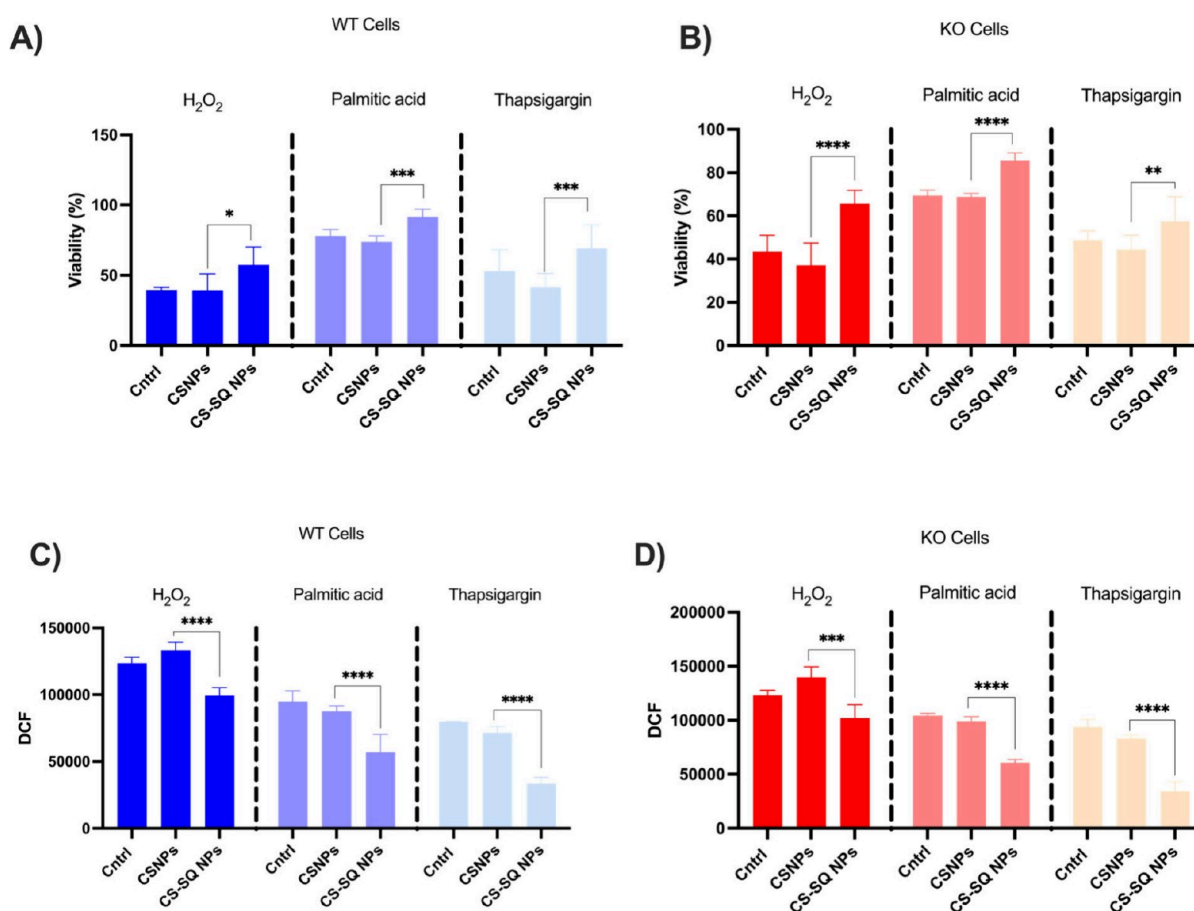 A)
WT Cells
H2O2 Palmitic acid Thapsigargin
Viability (%)
150
100
50
0
* *** ***
Cntrl CSNPs CS-SQ NPs Cntrl CSNPs CS-SQ NPs Cntrl CSNPs CS-SQ NPs
B)
KO Cells
H2O2 Palmitic acid Thapsigargin
Viability (%)
100
80
60
40
20
0
**** **** **
Cntrl CSNPs CS-SQ NPs Cntrl CSNPs CS-SQ NPs Cntrl CSNPs CS-SQ NPs
C)
WT Cells
H2O2 Palmitic acid Thapsigargin
DCF
150000
100000
50000
0
**** **** ****
Cntrl CSNPs CS-SQ NPs Cntrl CSNPs CS-SQ NPs Cntrl CSNPs CS-SQ NPs
D)
KO Cells
H2O2 Palmitic acid Thapsigargin
DCF
200000
150000
100000
50000
0
*** **** ****
Cntrl CSNPs CS-SQ NPs Cntrl CSNPs CS-SQ NPs Cntrl CSNPs CS-SQ NPs